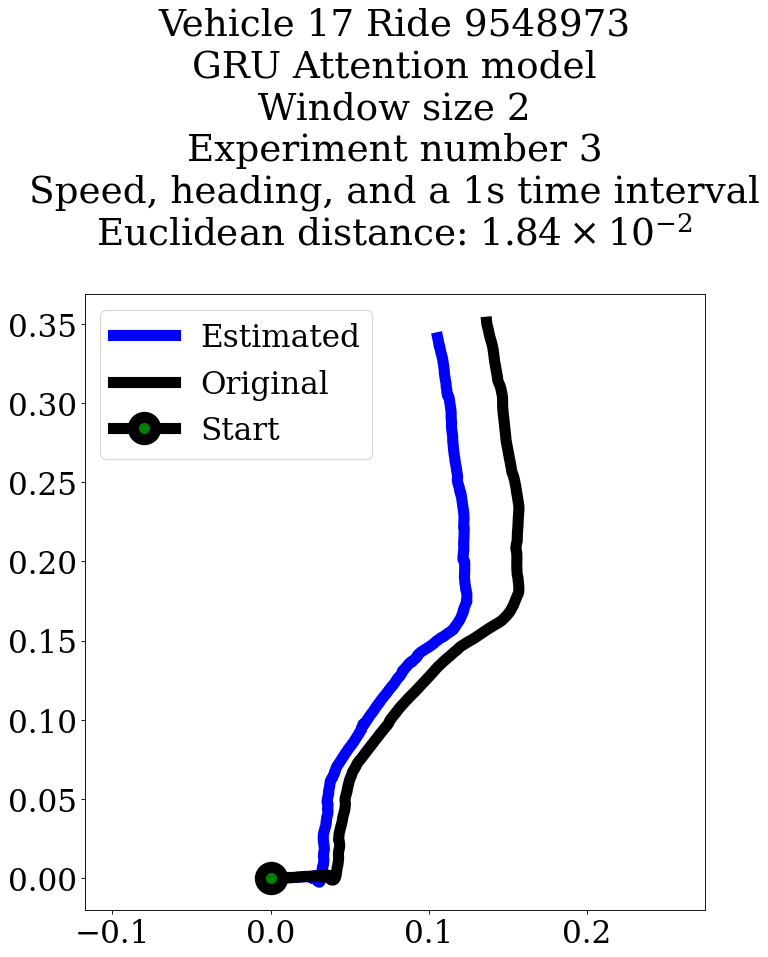 Vehicle 17 Ride 9548973
GRU Attention model
Window size 2
Experiment number 3
Speed, heading, and a 1s time interval
Euclidean distance: 1.84 × 10⁻²
Estimated
Original
Start
0.35
0.30
0.25
0.20
0.15
0.10
0.05
0.00
−0.1
0.0
0.1
0.2